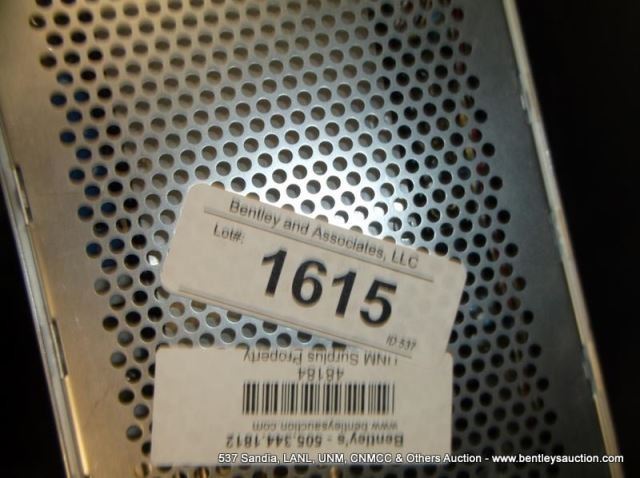 Bentley and Associates, LLC
Lot#:
1615
ID 537
UNM Surplus Property
48184
www.bentleysauction.com
Bentley's - 505.344.1812
537 Sandia, LANL, UNM, CNMCC & Others Auction - www.bentleysauction.com